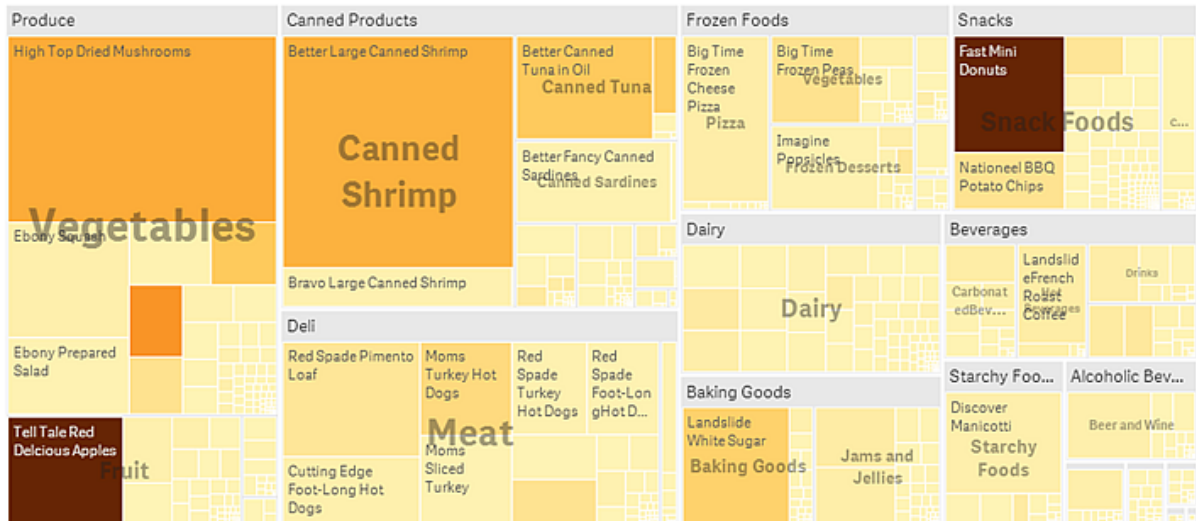 Produce
High Top Dried Mushrooms
Vegetables
Ebony Squash
Ebony Prepared
Salad
Tell Tale Red
Delcious Apples
Fruit
Canned Products
Better Large Canned Shrimp
Canned
Shrimp
Bravo Large Canned Shrimp
Better Canned
Tuna in Oil
Canned Tuna
Better Fancy Canned
Sardines
Canned Sardines
Deli
Red Spade Pimento
Loaf
Cutting Edge
Foot-Long Hot
Dogs
Moms
Turkey Hot
Dogs
Meat
Moms
Sliced
Turkey
Red
Spade
Turkey
Hot Dogs
Red
Spade
Foot-Lon
gHot D...
Frozen Foods
Big Time
Frozen
Cheese
Pizza
Pizza
Big Time
Frozen Peas
Vegetables
Imagine
Popsicles
Frozen Desserts
Dairy
Dairy
Baking Goods
Landslide
White Sugar
Baking Goods
Jams and
Jellies
Snacks
Fast Mini
Donuts
Snack Foods
Nationeel BBQ
Potato Chips
c...
Beverages
Carbonat
edBev...
Landslid
eFrench
Roast
Coffee
Hot
Beverages
Drinks
Starchy Foo...
Discover
Manicotti
Starchy
Foods
Alcoholic Bev...
Beer and Wine